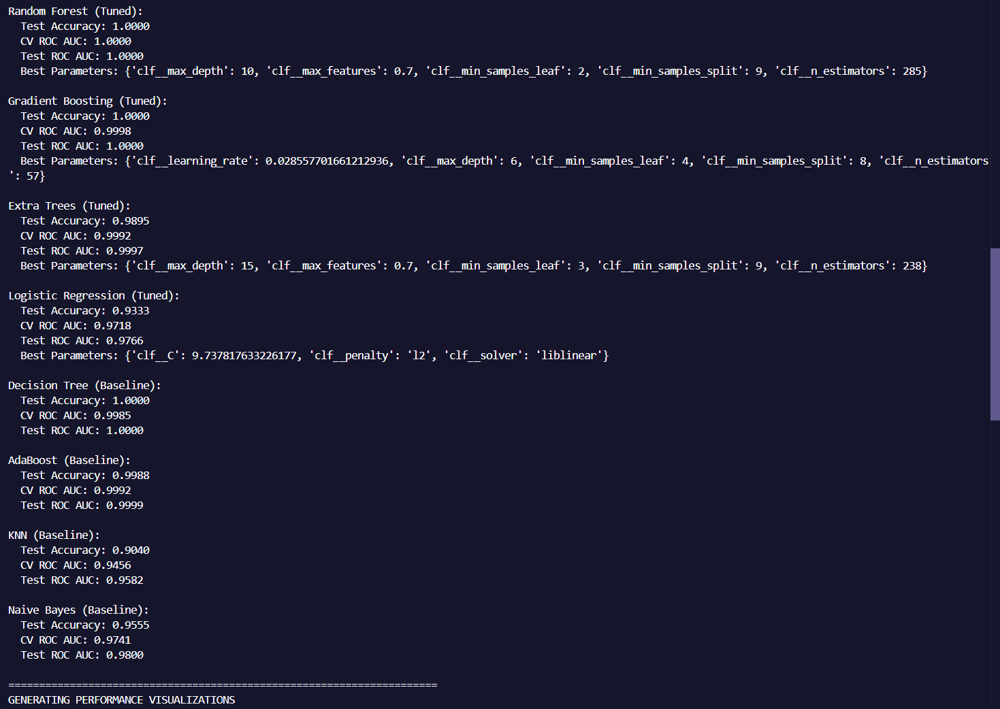 Random Forest (Tuned):
  Test Accuracy: 1.0000
  CV ROC AUC: 1.0000
  Test ROC AUC: 1.0000
  Best Parameters: {'clf__max_depth': 10, 'clf__max_features': 0.7, 'clf__min_samples_leaf': 2, 'clf__min_samples_split': 9, 'clf__n_estimators': 285}

Gradient Boosting (Tuned):
  Test Accuracy: 1.0000
  CV ROC AUC: 0.9998
  Test ROC AUC: 1.0000
  Best Parameters: {'clf__learning_rate': 0.028557701661212936, 'clf__max_depth': 6, 'clf__min_samples_leaf': 4, 'clf__min_samples_split': 8, 'clf__n_estimators
': 57}

Extra Trees (Tuned):
  Test Accuracy: 0.9895
  CV ROC AUC: 0.9992
  Test ROC AUC: 0.9997
  Best Parameters: {'clf__max_depth': 15, 'clf__max_features': 0.7, 'clf__min_samples_leaf': 3, 'clf__min_samples_split': 9, 'clf__n_estimators': 238}

Logistic Regression (Tuned):
  Test Accuracy: 0.9333
  CV ROC AUC: 0.9718
  Test ROC AUC: 0.9766
  Best Parameters: {'clf__C': 9.737817633226177, 'clf__penalty': 'l2', 'clf__solver': 'liblinear'}

Decision Tree (Baseline):
  Test Accuracy: 1.0000
  CV ROC AUC: 0.9985
  Test ROC AUC: 1.0000

AdaBoost (Baseline):
  Test Accuracy: 0.9988
  CV ROC AUC: 0.9992
  Test ROC AUC: 0.9999

KNN (Baseline):
  Test Accuracy: 0.9040
  CV ROC AUC: 0.9456
  Test ROC AUC: 0.9582

Naive Bayes (Baseline):
  Test Accuracy: 0.9555
  CV ROC AUC: 0.9741
  Test ROC AUC: 0.9800

======================================================================
GENERATING PERFORMANCE VISUALIZATIONS